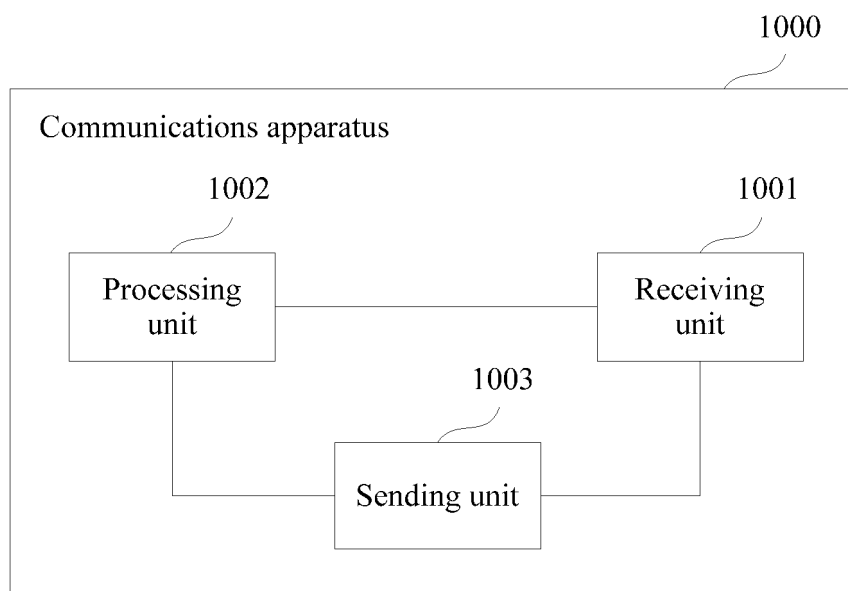 1000
Communications apparatus
1002
1001
Processing
unit
Receiving
unit
1003
Sending unit